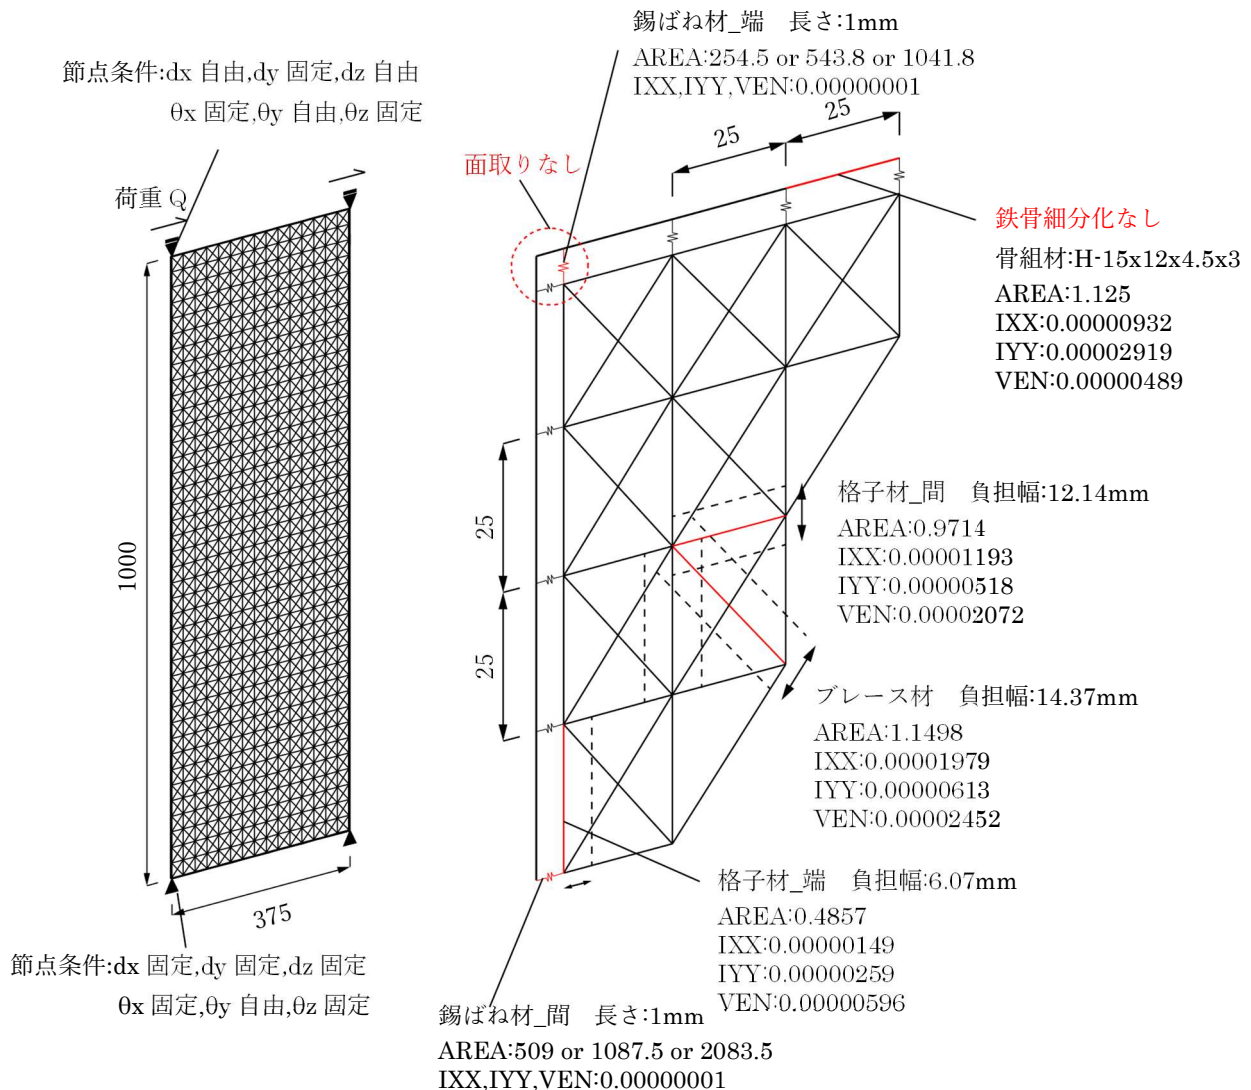 錫ばね材_端　長さ:1mm
AREA:254.5 or 543.8 or 1041.8
IXX,IYY,VEN:0.00000001
節点条件:dx 自由,dy 固定,dz 自由
θx 固定,θy 自由,θz 固定
荷重 Q
1000
375
節点条件:dx 固定,dy 固定,dz 固定
θx 固定,θy 自由,θz 固定
25
25
面取りなし
鉄骨細分化なし
骨組材:H-15x12x4.5x3
AREA:1.125
IXX:0.00000932
IYY:0.00002919
VEN:0.00000489
25
25
格子材_間　負担幅:12.14mm
AREA:0.9714
IXX:0.00001193
IYY:0.00000518
VEN:0.00002072
ブレース材　負担幅:14.37mm
AREA:1.1498
IXX:0.00001979
IYY:0.00000613
VEN:0.00002452
格子材_端　負担幅:6.07mm
AREA:0.4857
IXX:0.00000149
IYY:0.00000259
VEN:0.00000596
錫ばね材_間　長さ:1mm
AREA:509 or 1087.5 or 2083.5
IXX,IYY,VEN:0.00000001